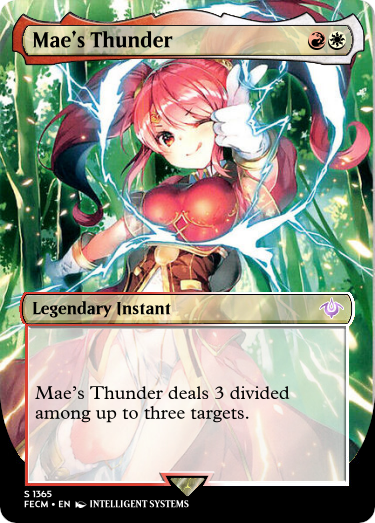 Mae's Thunder
Legendary Instant
Mae's Thunder deals 3 divided
among up to three targets.
S 1365
FECM • EN INTELLIGENT SYSTEMS